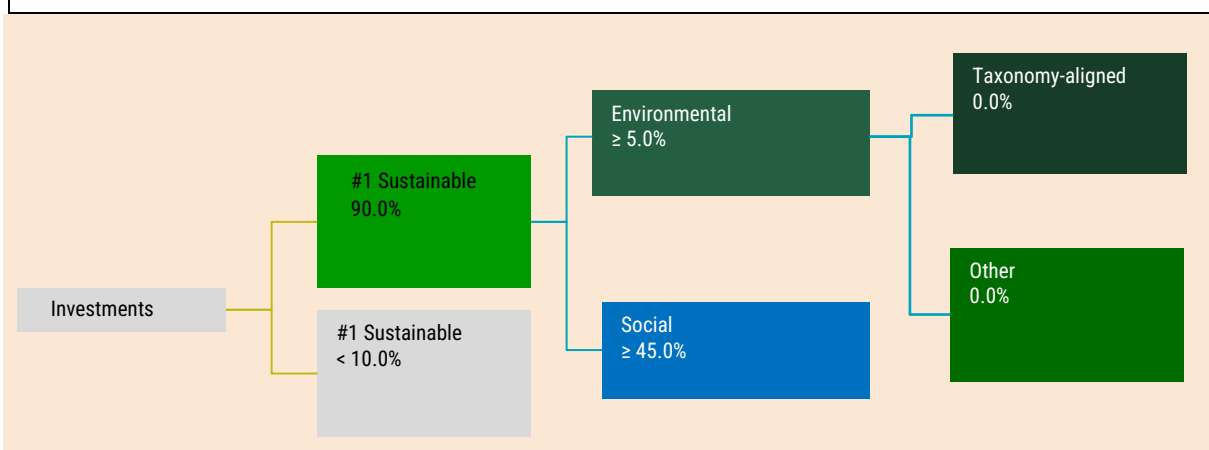 Investments
#1 Sustainable
90.0%
#1 Sustainable
< 10.0%
Environmental
≥ 5.0%
Social
≥ 45.0%
Taxonomy-aligned
0.0%
Other
0.0%